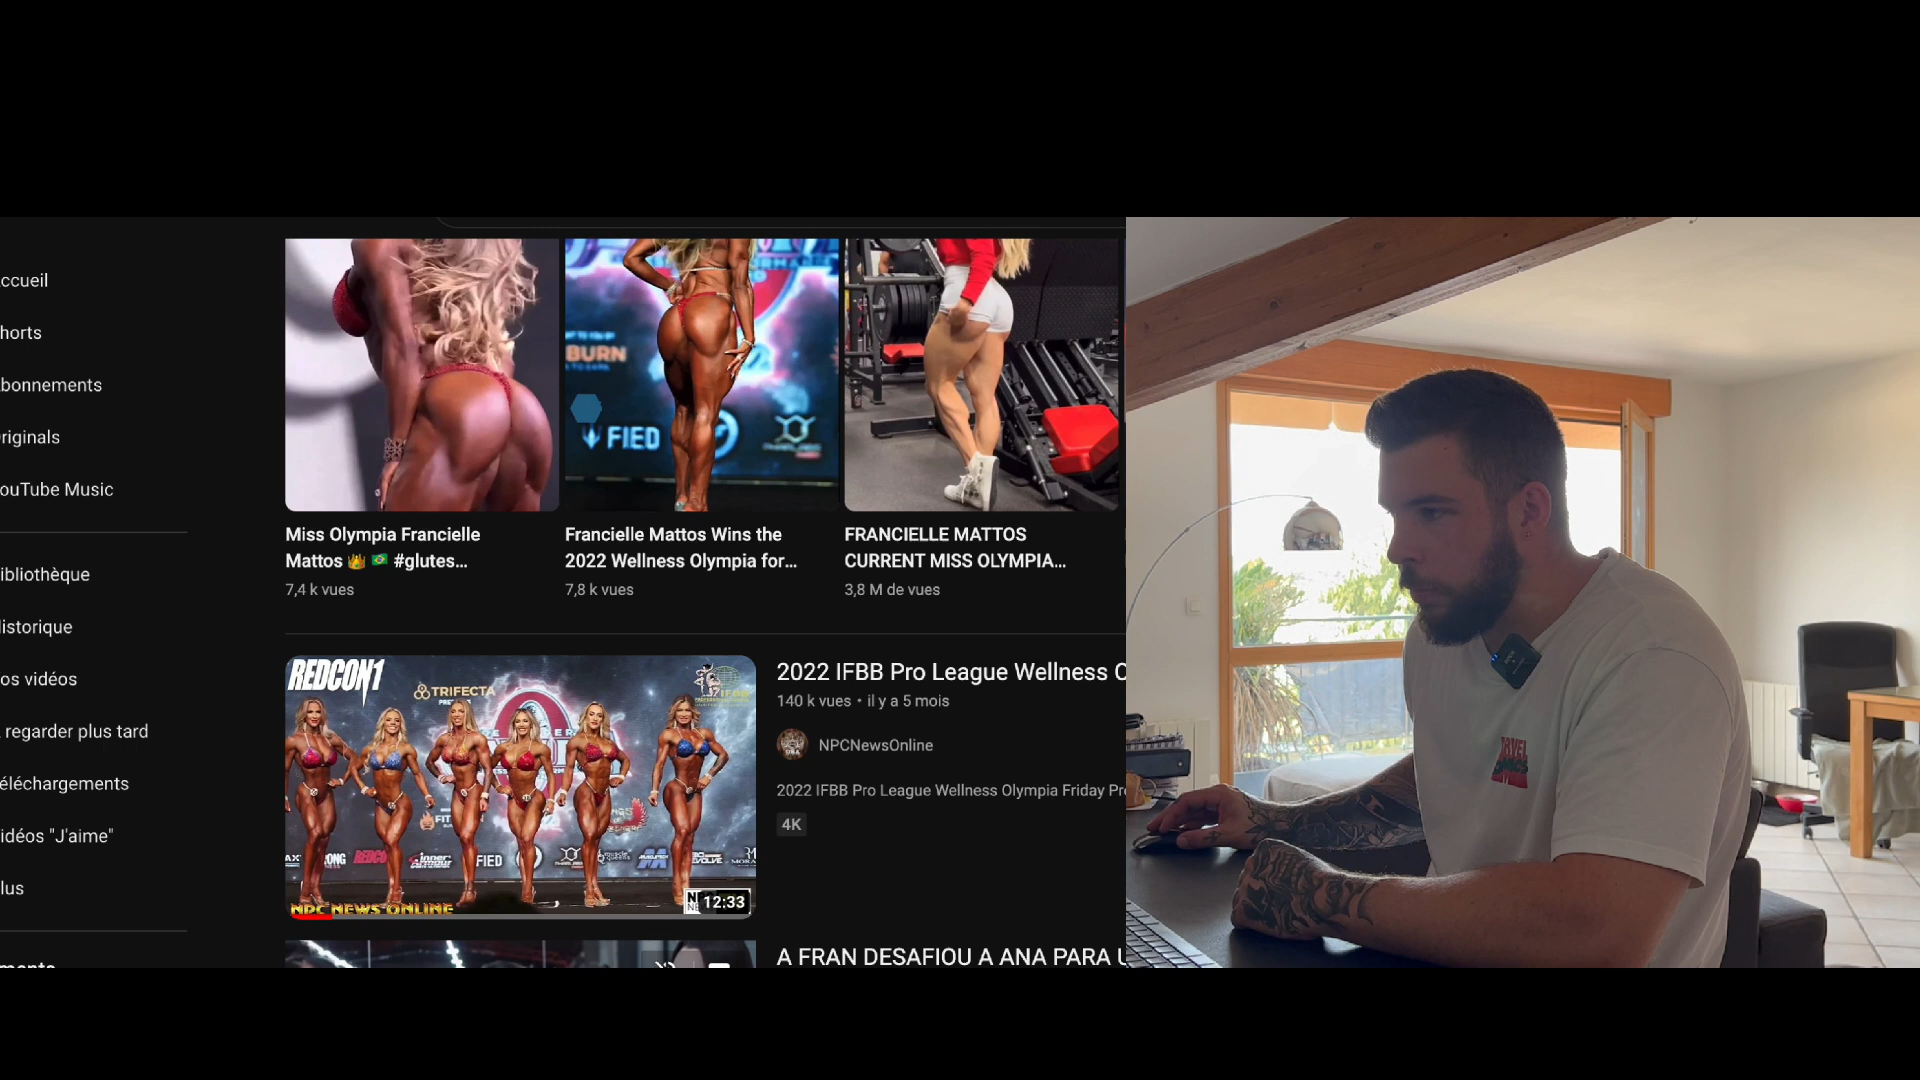 ccueil
horts
bonnements
riginals
ouTube Music
ibliothèque
istorique
os vidéos
regarder plus tard
éléchargements
idéos "J'aime"
lus
BURN
FIED
Miss Olympia Francielle
Mattos 👑 🇧🇷 #glutes...
7,4 k vues
Francielle Mattos Wins the
2022 Wellness Olympia for...
7,8 k vues
FRANCIELLE MATTOS
CURRENT MISS OLYMPIA...
3,8 M de vues
REDCON1
TRIFECTA
FIED
NPC NEWS ONLINE
12:33
2022 IFBB Pro League Wellness O
140 k vues • il y a 5 mois
NPCNewsOnline
2022 IFBB Pro League Wellness Olympia Friday Pr
4K
A FRAN DESAFIOU A ANA PARA U